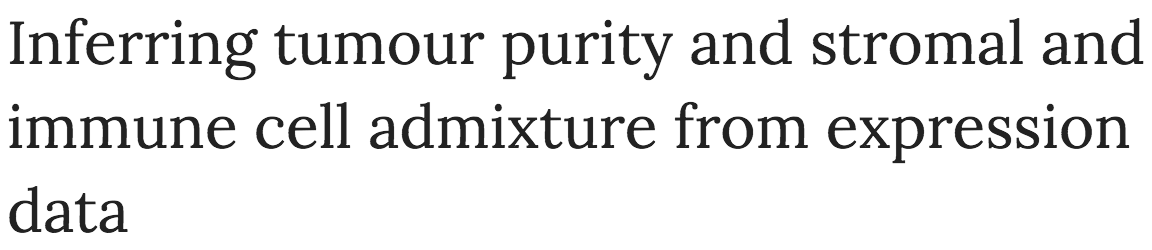 Inferring tumour purity and stromal and
immune cell admixture from expression
data